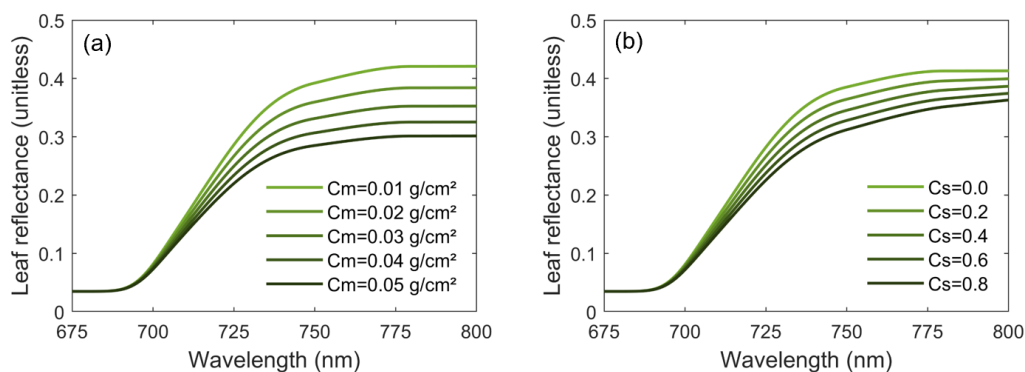 (a)
Leaf reflectance (unitless)
0.5
0.4
0.3
0.2
0.1
0
Cm=0.01 g/cm²
Cm=0.02 g/cm²
Cm=0.03 g/cm²
Cm=0.04 g/cm²
Cm=0.05 g/cm²
675 700 725 750 775 800
Wavelength (nm)
(b)
Leaf reflectance (unitless)
0.5
0.4
0.3
0.2
0.1
0
Cs=0.0
Cs=0.2
Cs=0.4
Cs=0.6
Cs=0.8
675 700 725 750 775 800
Wavelength (nm)